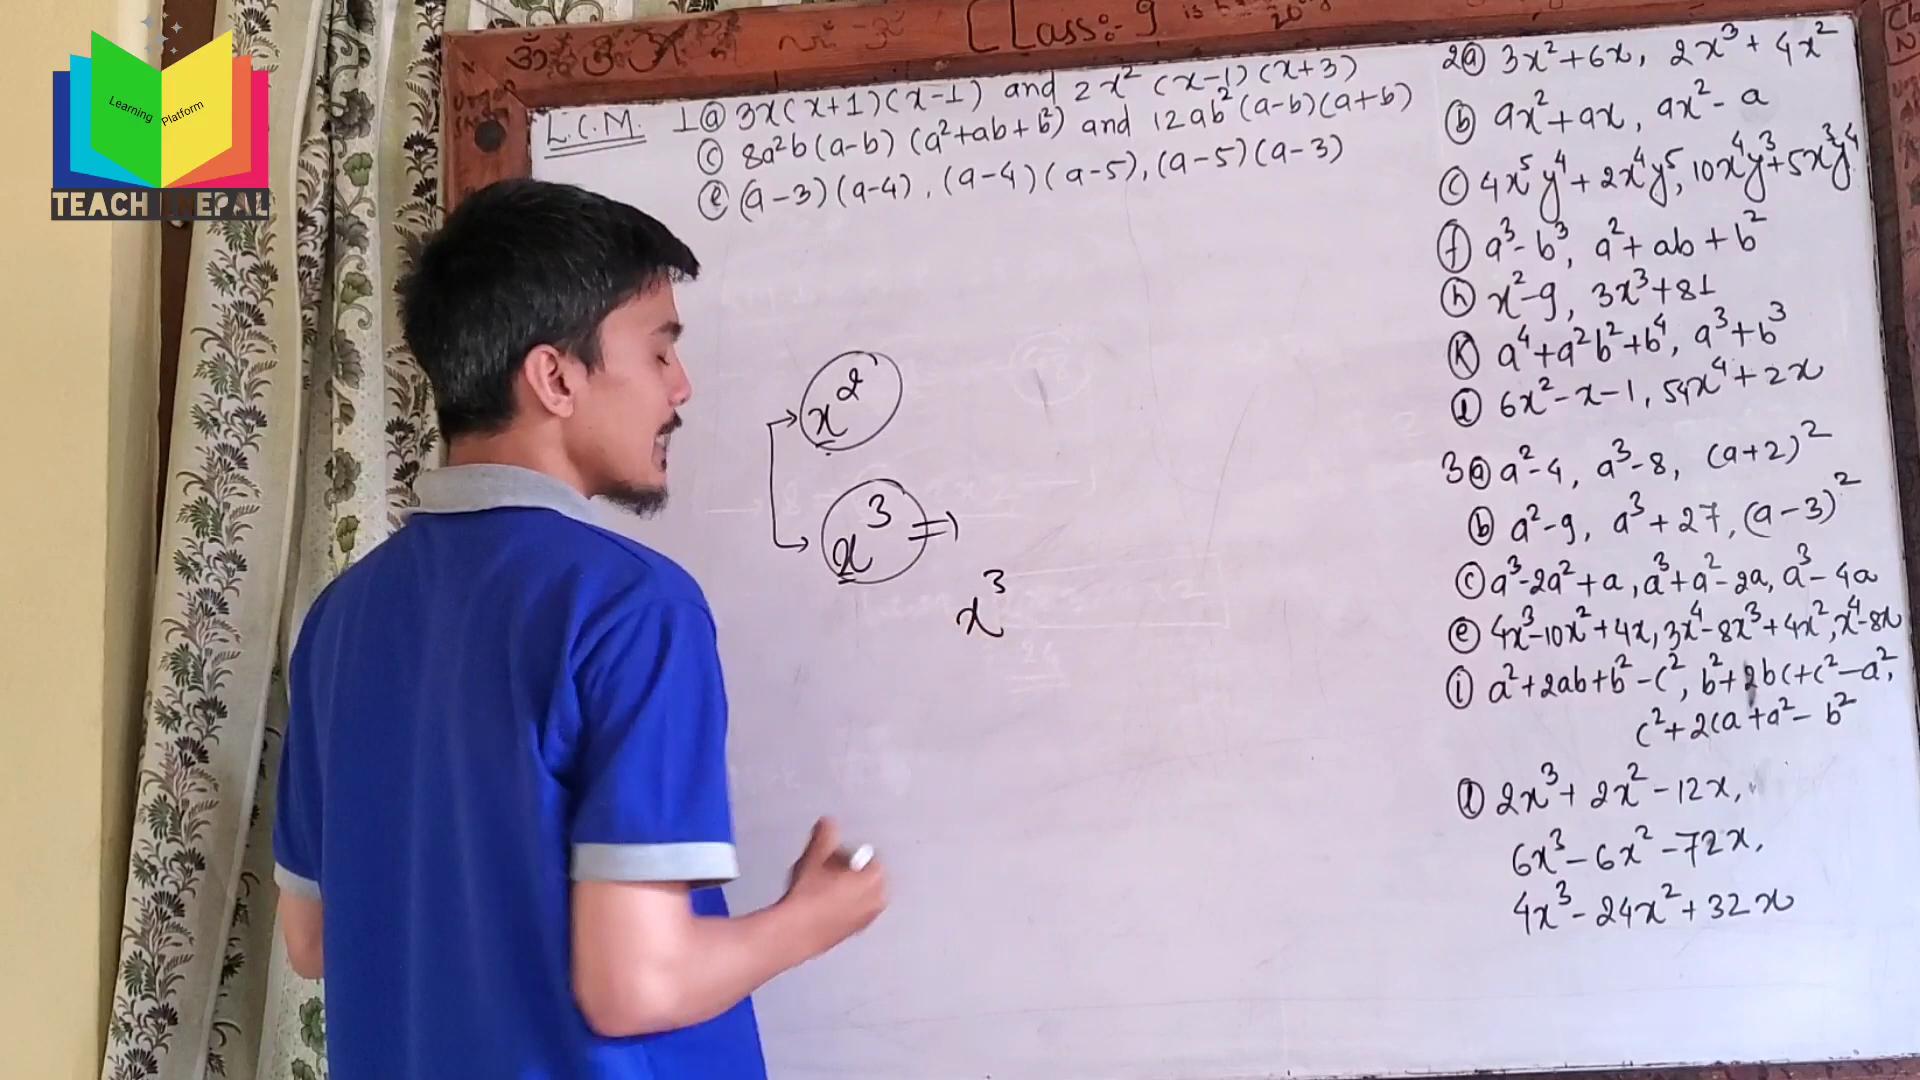 Learning Platform
TEACH NEPAL
Class:- 9
L.C.M. 1ⓐ 3x(x+1)(x-1) and 2x²(x-1)(x+3)
ⓒ 8a²b(a-b)(a²+ab+b²) and 12ab²(a-b)(a+b)
ⓔ (a-3)(a-4), (a-4)(a-5), (a-5)(a-3)
x²
x³ ⇒
x³
2ⓐ 3x²+6x, 2x³+4x²
ⓑ ax²+ax, ax²-a
ⓒ 4x⁵y⁴+2x⁴y⁵, 10x⁴y³+5x³y⁴
ⓕ a³-b³, a²+ab+b²
ⓗ x²-9, 3x³+81
ⓚ a⁴+a²b²+b⁴, a³+b³
ⓛ 6x²-x-1, 54x⁴+2x
3ⓐ a²-4, a³-8, (a+2)²
ⓑ a²-9, a³+27, (a-3)²
ⓒ a³-2a²+a, a³+a²-2a, a³-4a
ⓔ 4x³-10x²+4x, 3x⁴-8x³+4x², x⁴-8x
ⓘ a²+2ab+b²-c², b²+2bc+c²-a²,
c²+2ca+a²-b²
ⓛ 2x³+2x²-12x,
6x³-6x²-72x,
4x³-24x²+32x